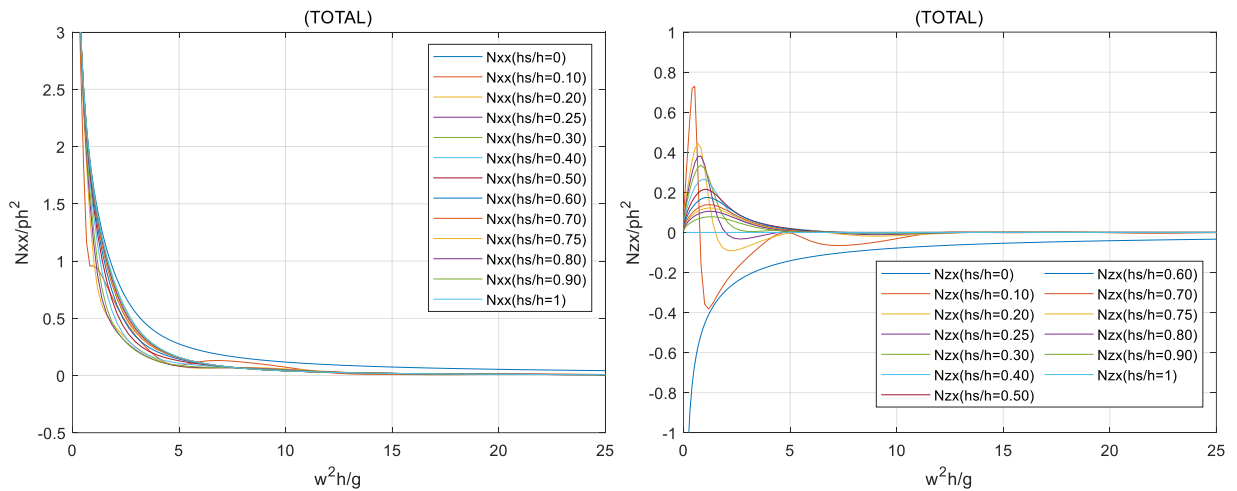 (TOTAL)
3
2.5
2
1.5
1
0.5
0
-0.5
Nxx/ph²
0 5 10 15 20 25
w²h/g
Nxx(hs/h=0)
Nxx(hs/h=0.10)
Nxx(hs/h=0.20)
Nxx(hs/h=0.25)
Nxx(hs/h=0.30)
Nxx(hs/h=0.40)
Nxx(hs/h=0.50)
Nxx(hs/h=0.60)
Nxx(hs/h=0.70)
Nxx(hs/h=0.75)
Nxx(hs/h=0.80)
Nxx(hs/h=0.90)
Nxx(hs/h=1)
(TOTAL)
1
0.8
0.6
0.4
0.2
0
-0.2
-0.4
-0.6
-0.8
-1
Nzx/ph²
0 5 10 15 20 25
w²h/g
Nzx(hs/h=0) Nzx(hs/h=0.60)
Nzx(hs/h=0.10) Nzx(hs/h=0.70)
Nzx(hs/h=0.20) Nzx(hs/h=0.75)
Nzx(hs/h=0.25) Nzx(hs/h=0.80)
Nzx(hs/h=0.30) Nzx(hs/h=0.90)
Nzx(hs/h=0.40) Nzx(hs/h=1)
Nzx(hs/h=0.50)